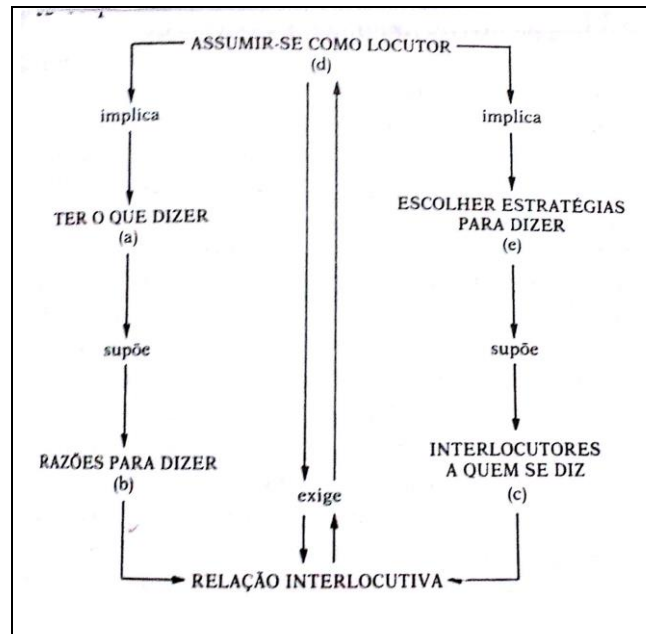 ASSUMIR-SE COMO LOCUTOR
(d)
implica
implica
TER O QUE DIZER
(a)
ESCOLHER ESTRATÉGIAS
PARA DIZER
(e)
supõe
supõe
RAZÕES PARA DIZER
(b)
INTERLOCUTORES
A QUEM SE DIZ
(c)
exige
RELAÇÃO INTERLOCUTIVA